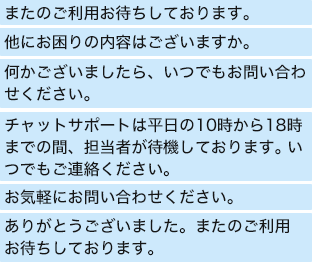 またのご利用お待ちしております。
他にお困りの内容はございますか。
何かございましたら、いつでもお問い合わ
せください。
チャットサポートは平日の10時から18時
までの間、担当者が待機しております。い
つでもご連絡ください。
お気軽にお問い合わせください。
ありがとうございました。またのご利用
お待ちしております。